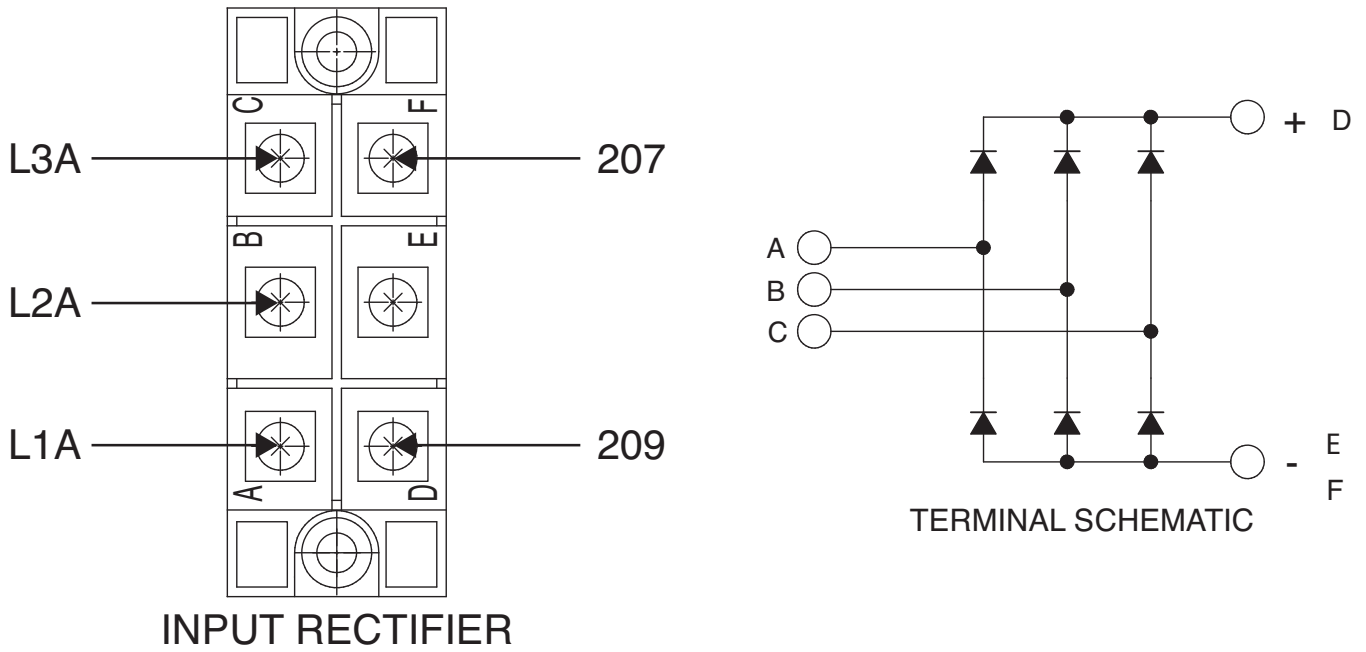 C
F
L3A
207
B
E
L2A
L1A
209
A
D
INPUT RECTIFIER
+ D
A
B
C
- E
F
TERMINAL SCHEMATIC